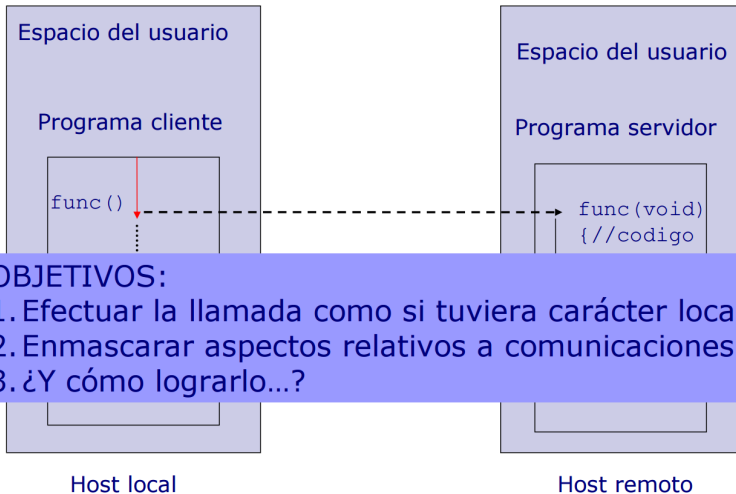 Espacio del usuario
Programa cliente
func()
Espacio del usuario
Programa servidor
func(void)
{//codigo
OBJETIVOS:
1. Efectuar la llamada como si tuviera carácter loca
2. Enmascarar aspectos relativos a comunicaciones
3. ¿Y cómo lograrlo…?
Host local
Host remoto